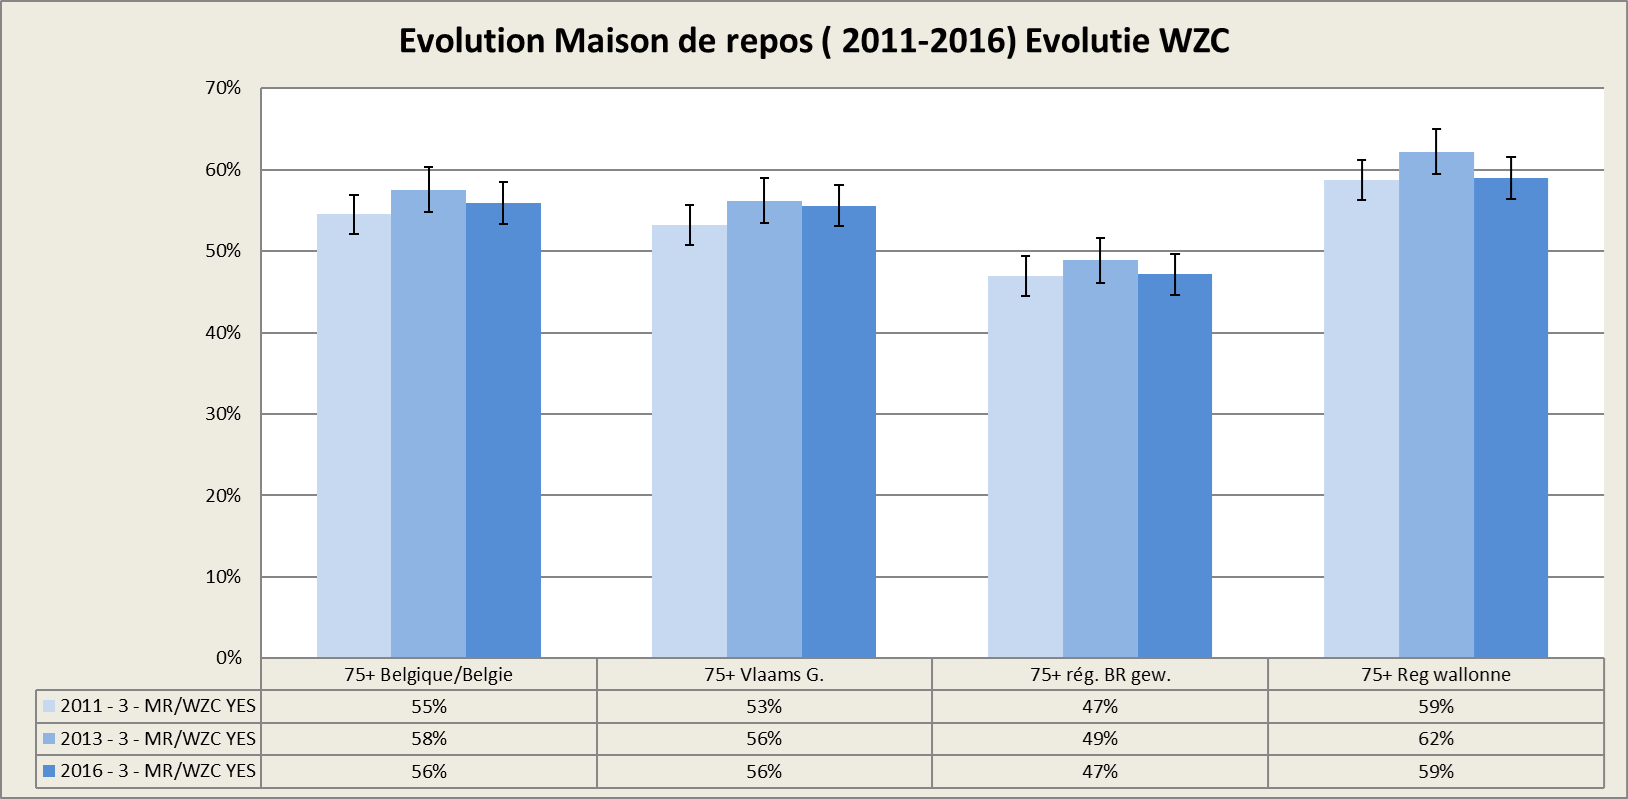 Evolution Maison de repos ( 2011-2016) Evolutie WZC
70%
60%
50%
40%
30%
20%
10%
0%
75+ Belgique/Belgie 75+ Vlaams G. 75+ rég. BR gew. 75+ Reg wallonne
2011 - 3 - MR/WZC YES 55% 53% 47% 59%
2013 - 3 - MR/WZC YES 58% 56% 49% 62%
2016 - 3 - MR/WZC YES 56% 56% 47% 59%